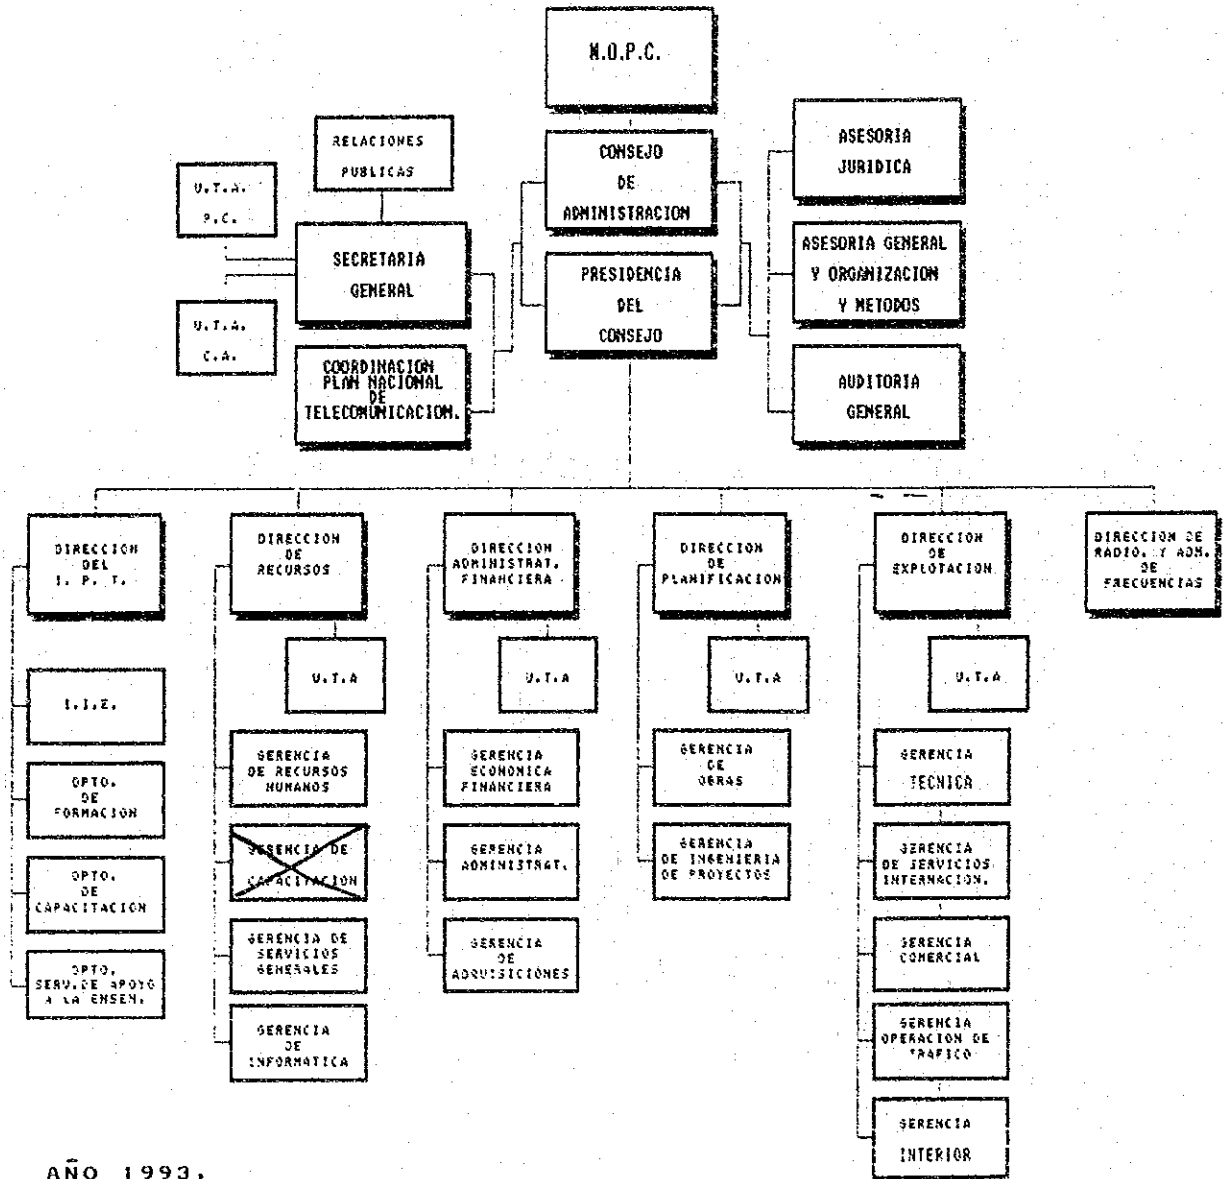 M.O.P.C.
RELACIONES
PUBLICAS
U.T.A.
P.C.
SECRETARIA
GENERAL
U.T.A.
C.A.
COORDINACION
PLAN NACIONAL
DE
TELECOMUNICACION.
CONSEJO
DE
ADMINISTRACION
PRESIDENCIA
DEL
CONSEJO
ASESORIA
JURIDICA
ASESORIA GENERAL
Y ORGANIZACION
Y METODOS
AUDITORIA
GENERAL
DIRECCION
DEL
I. P. T.
I.I.E.
DPTO.
DE
FORMACION
DPTO.
DE
CAPACITACION
DPTO.
SERV.DE APOYO
A LA ENSEN.
DIRECCION
DE
RECURSOS
U.T.A
GERENCIA
DE RECURSOS
HUMANOS
GERENCIA DE
CAPACITACION
GERENCIA DE
SERVICIOS
GENERALES
GERENCIA
DE
INFORMATICA
DIRECCION
ADMINISTRAT.
FINANCIERA
U.T.A
GERENCIA
ECONOMICA
FINANCIERA
GERENCIA
ADMINISTRAT.
GERENCIA
DE
ADQUISICIONES
DIRECCION
DE
PLANIFICACION
U.T.A
GERENCIA
DE
OBRAS
GERENCIA
DE INGENIERIA
DE PROYECTOS
DIRECCION
DE
EXPLOTACION
U.T.A
GERENCIA
TECNICA
GERENCIA
DE SERVICIOS
INTERNACION.
GERENCIA
COMERCIAL
GERENCIA
OPERACION DE
TRAFICO
GERENCIA
INTERIOR
DIRECCION DE
RADIO. Y ADM.
DE
FRECUENCIAS
AÑO 1993.